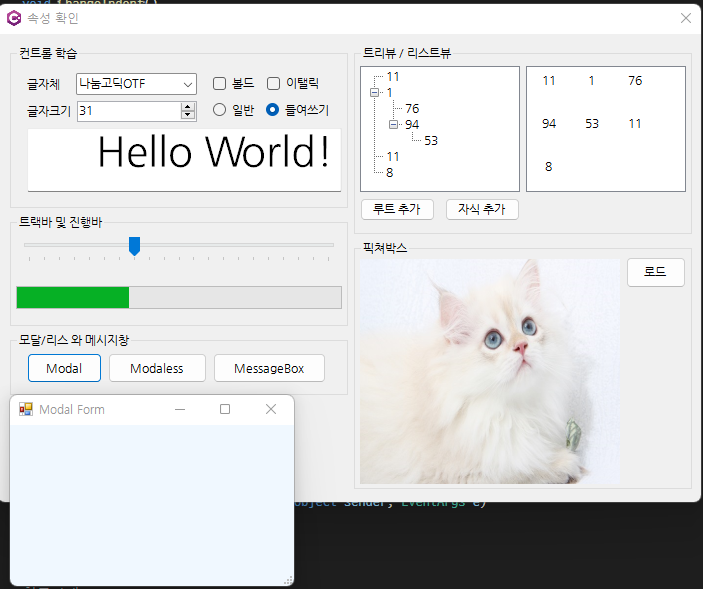 void ChangeIndent()
속성 확인
컨트롤 학습
글자체 나눔고딕OTF 볼드 이탤릭
글자크기 31 일반 들여쓰기
Hello World!
트랙바 및 진행바
모달/리스 와 메시지창
Modal Modaless MessageBox
Modal Form
트리뷰 / 리스트뷰
11
1
76
94
53
11
8
11 1 76
94 53 11
8
루트 추가 자식 추가
픽쳐박스
로드
object sender, EventArgs e)